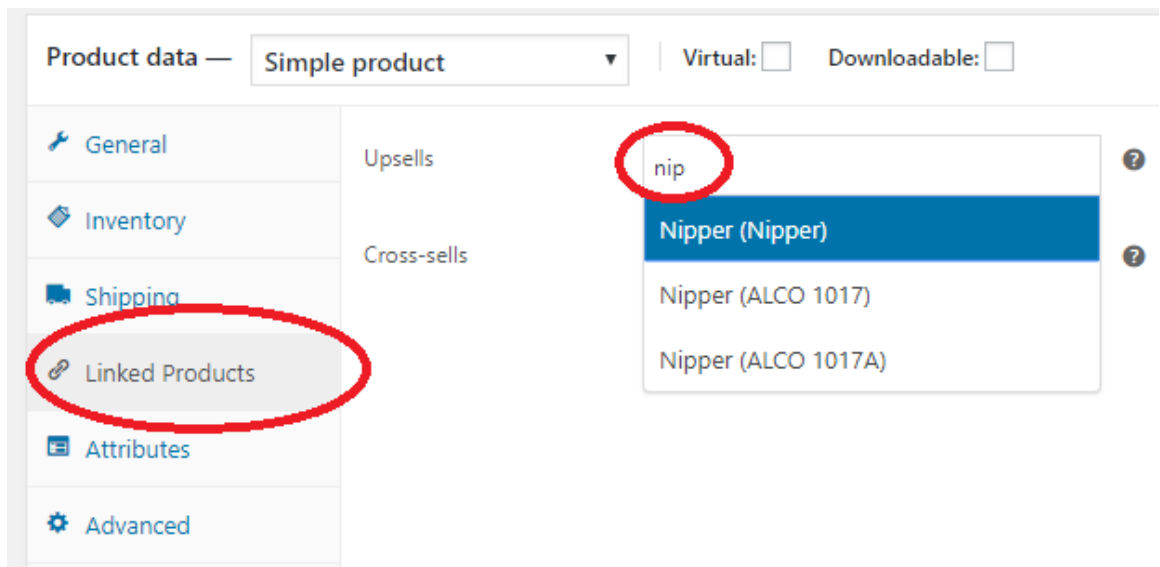 Product data — Simple product Virtual: Downloadable:
General
Upsells nip
Nipper (Nipper)
Inventory
Cross-sells
Shipping
Nipper (ALCO 1017)
Linked Products
Nipper (ALCO 1017A)
Attributes
Advanced